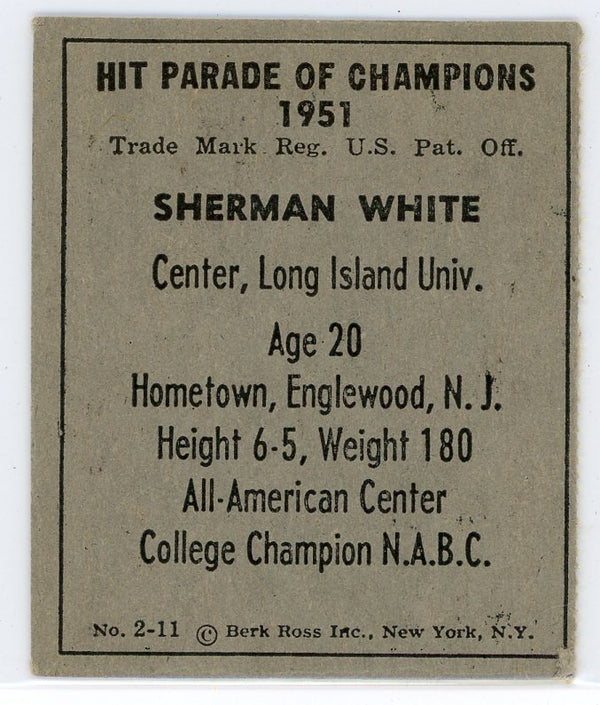 HIT PARADE OF CHAMPIONS
1951
Trade Mark Reg. U.S. Pat. Off.
SHERMAN WHITE
Center, Long Island Univ.
Age 20
Hometown, Englewood, N. J.
Height 6-5, Weight 180
All-American Center
College Champion N.A.B.C.
No. 2-11 © Berk Ross Inc., New York, N.Y.